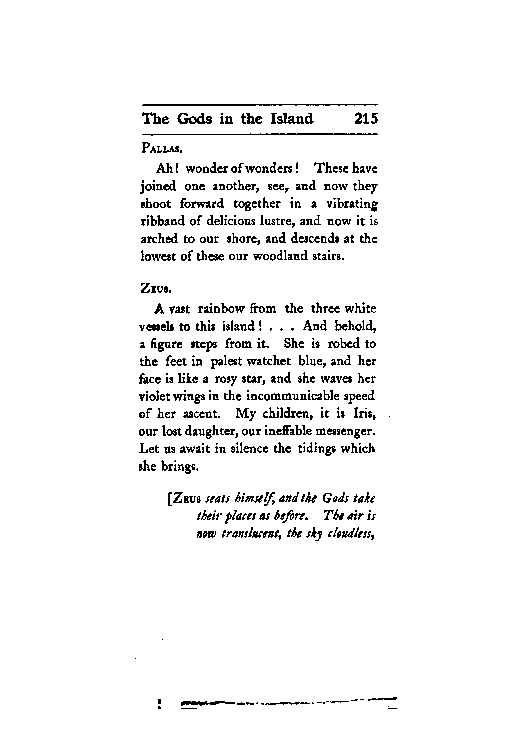 The Gods in the Island 215
Pallas.
Ah! wonder of wonders! These have
joined one another, see, and now they
shoot forward together in a vibrating
ribband of delicious lustre, and now it is
arched to our shore, and descends at the
lowest of these our woodland stairs.
Zeus.
A vast rainbow from the three white
vessels to this island! . . . And behold,
a figure steps from it. She is robed to
the feet in palest watchet blue, and her
face is like a rosy star, and she waves her
violet wings in the incommunicable speed
of her ascent. My children, it is Iris,
our lost daughter, our ineffable messenger.
Let us await in silence the tidings which
she brings.
[Zeus seats himself, and the Gods take
their places as before. The air is
now translucent, the sky cloudless,